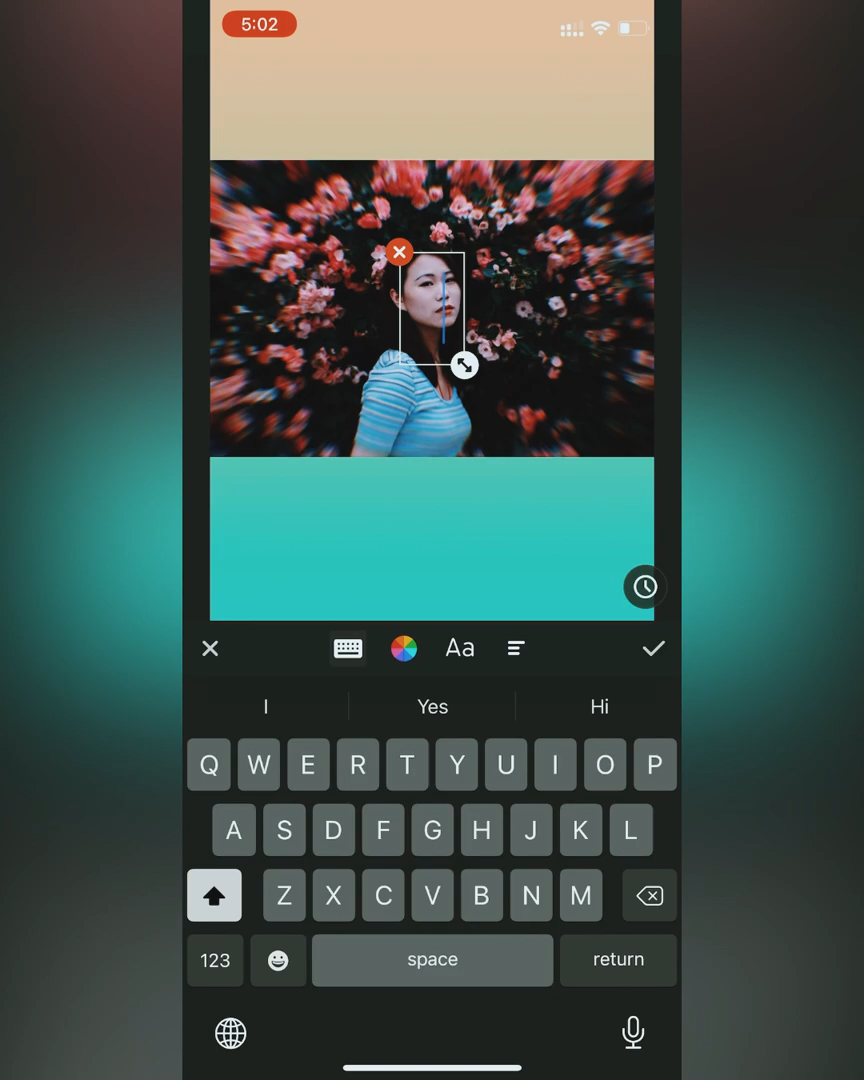 5:02
Aa
I Yes Hi
Q W E R T Y U I O P
A S D F G H J K L
Z X C V B N M
123 space return